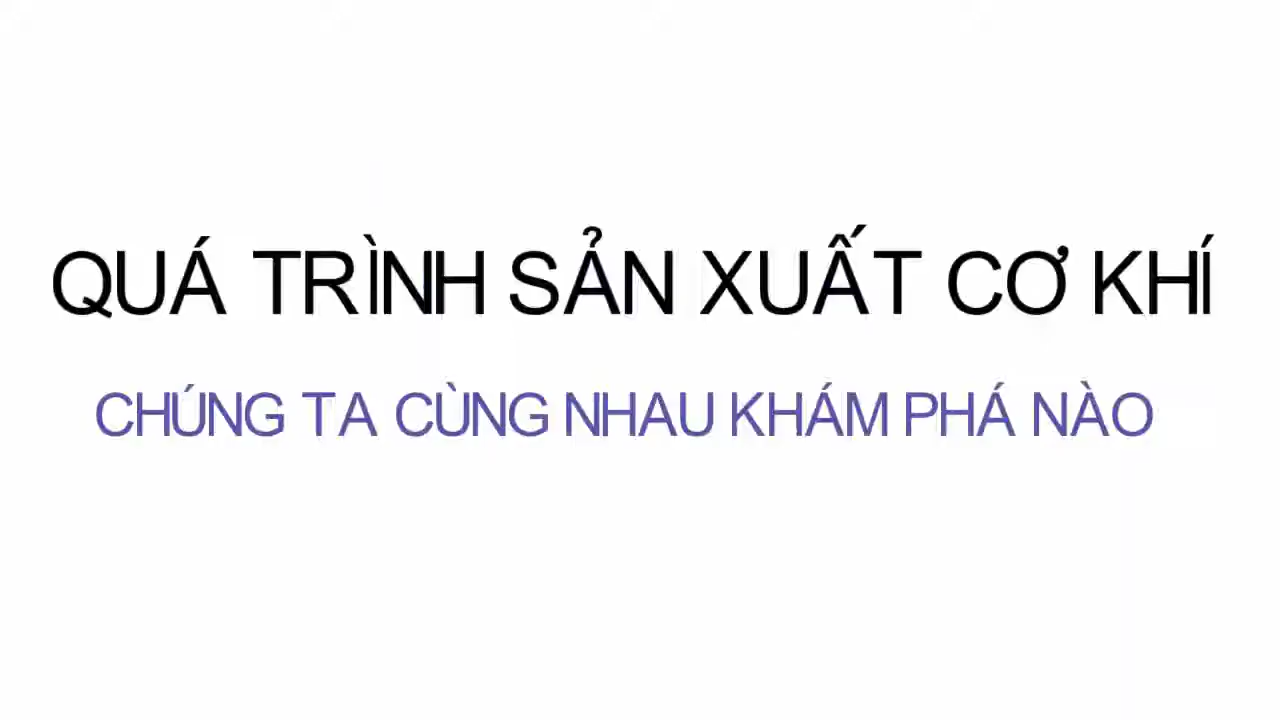 QUÁ TRÌNH SẢN XUẤT CƠ KHÍ
CHÚNG TA CÙNG NHAU KHÁM PHÁ NÀO